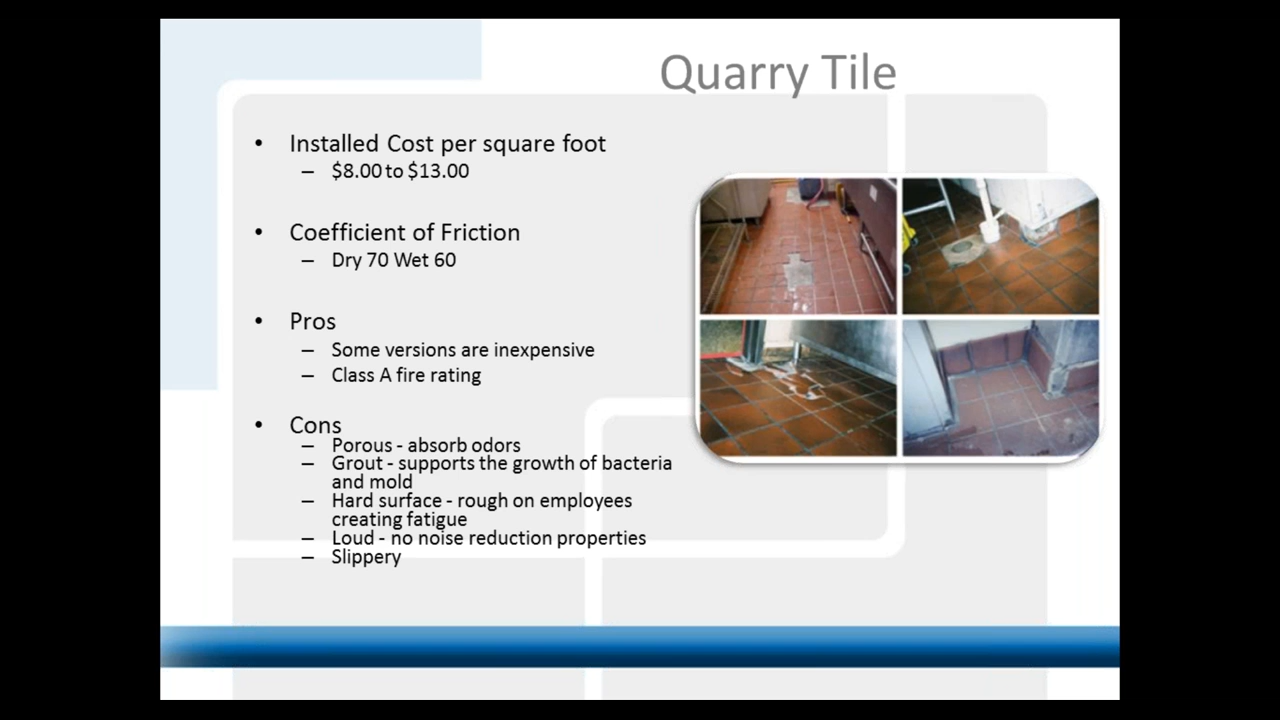 Quarry Tile
• Installed Cost per square foot
– $8.00 to $13.00
• Coefficient of Friction
– Dry 70 Wet 60
• Pros
– Some versions are inexpensive
– Class A fire rating
• Cons
– Porous - absorb odors
– Grout - supports the growth of bacteria
and mold
– Hard surface - rough on employees
creating fatigue
– Loud - no noise reduction properties
– Slippery